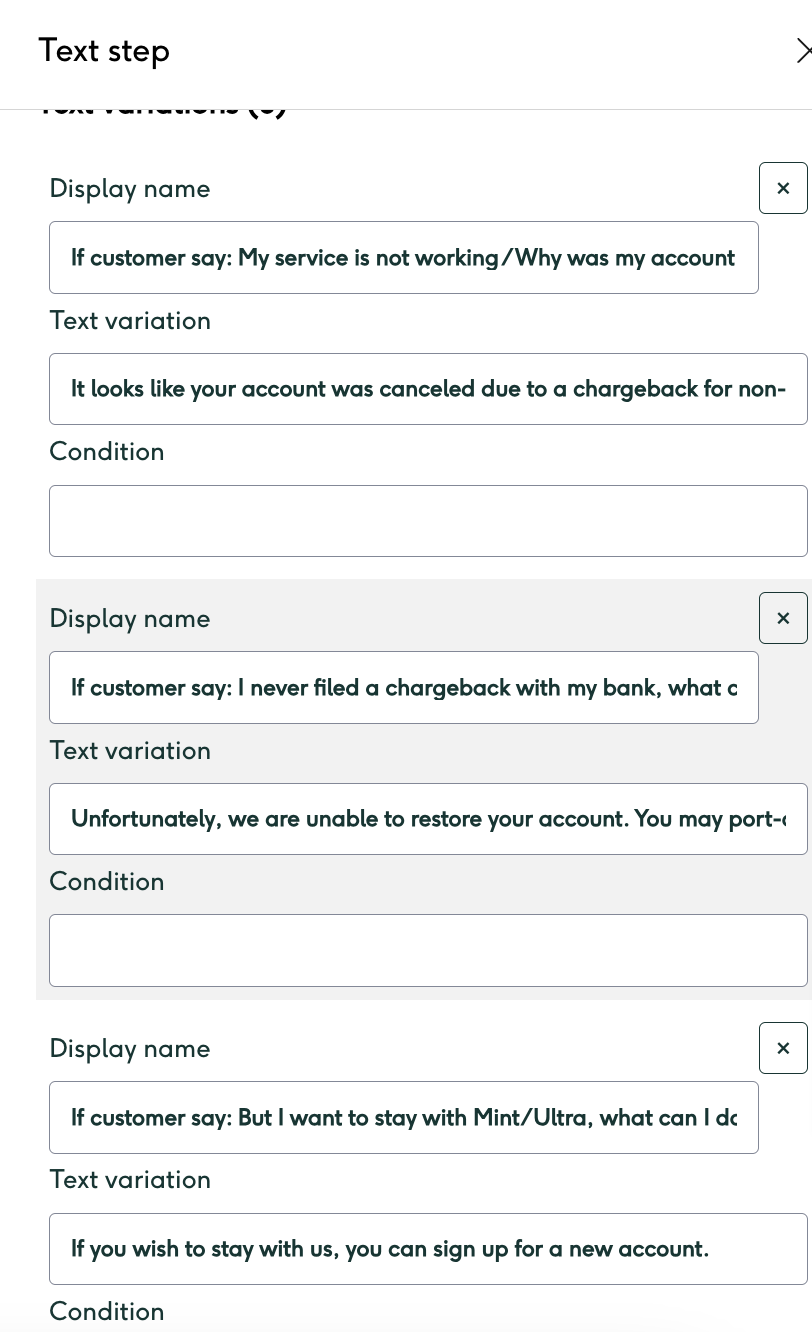 Text step
Text variations
Display name
If customer say: My service is not working/Why was my account
Text variation
It looks like your account was canceled due to a chargeback for non-
Condition
Display name
If customer say: I never filed a chargeback with my bank, what
Text variation
Unfortunately, we are unable to restore your account. You may port-
Condition
Display name
If customer say: But I want to stay with Mint/Ultra, what can I
Text variation
If you wish to stay with us, you can sign up for a new account.
Condition